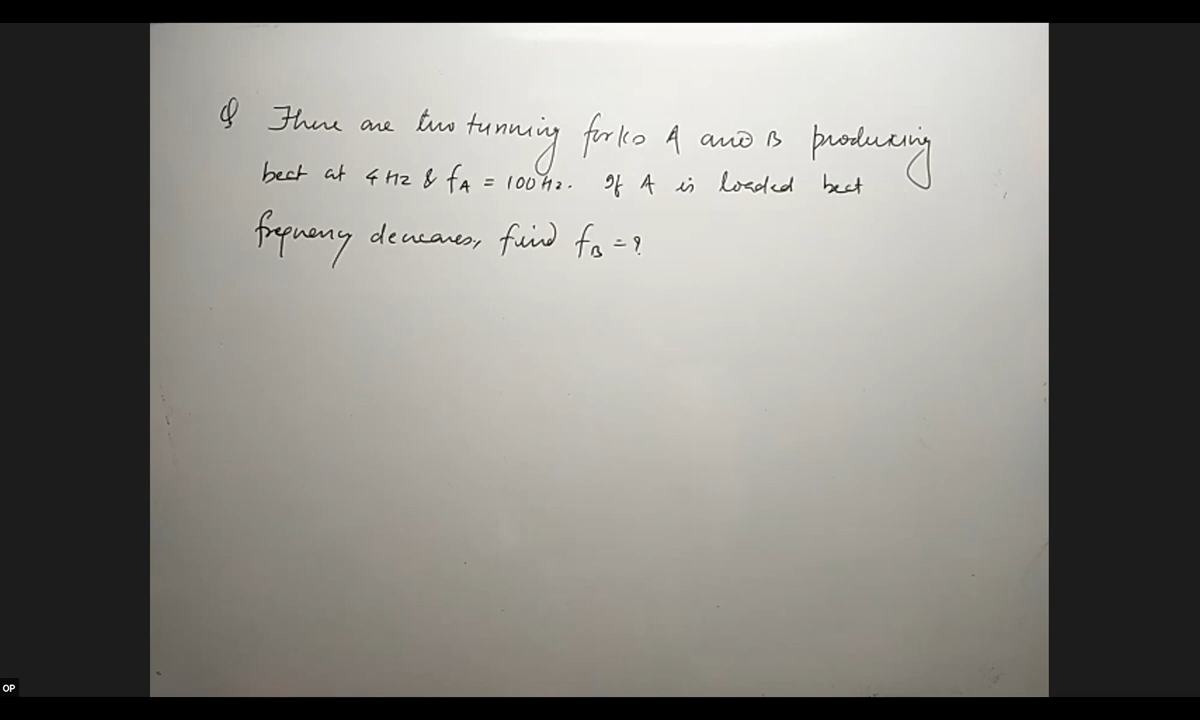 Q There are two tunning forks A and B producing
beat at 4 Hz & fA = 100 Hz. If A is loaded beat
frequency decreases, find fB = ?
OP